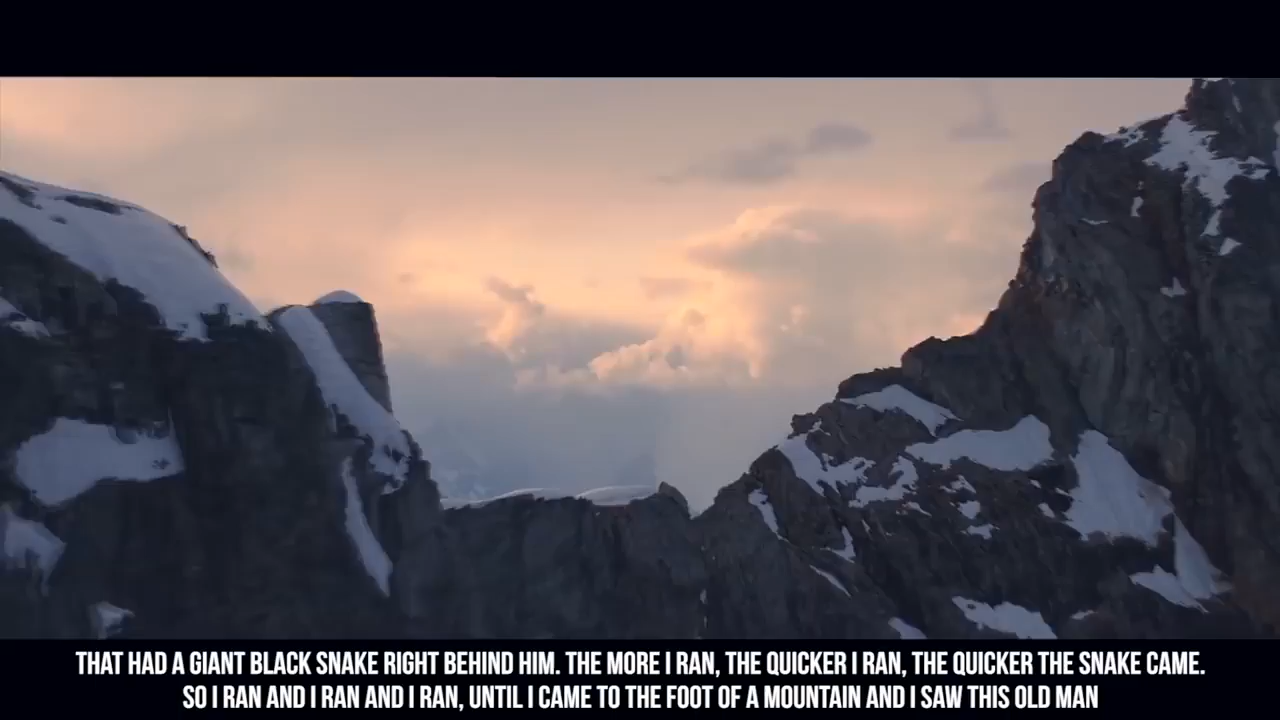 THAT HAD A GIANT BLACK SNAKE RIGHT BEHIND HIM. THE MORE I RAN, THE QUICKER I RAN, THE QUICKER THE SNAKE CAME.
SO I RAN AND I RAN AND I RAN, UNTIL I CAME TO THE FOOT OF A MOUNTAIN AND I SAW THIS OLD MAN